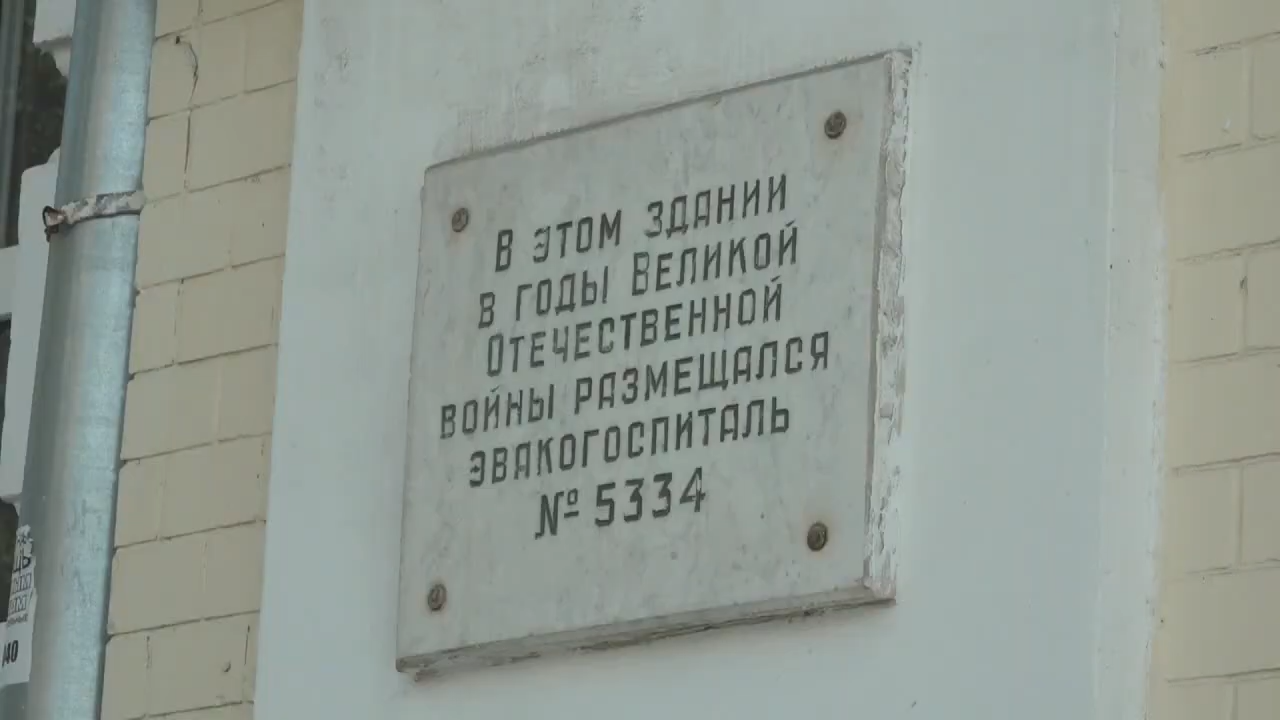 В ЭТОМ ЗДАНИИ
В ГОДЫ ВЕЛИКОЙ
ОТЕЧЕСТВЕННОЙ
ВОЙНЫ РАЗМЕЩАЛСЯ
ЭВАКОГОСПИТАЛЬ
№ 5334